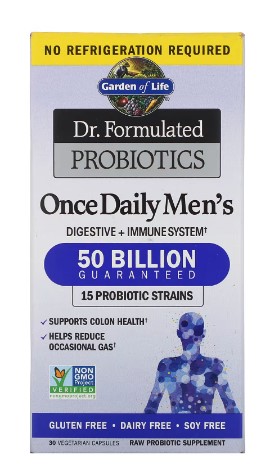 NO REFRIGERATION REQUIRED
Garden of Life
Dr. Formulated
PROBIOTICS
Once Daily Men's
DIGESTIVE + IMMUNE SYSTEM†
50 BILLION
GUARANTEED
15 PROBIOTIC STRAINS
✓ SUPPORTS COLON HEALTH†
✓ HELPS REDUCE
OCCASIONAL GAS†
NON
GMO
Project
VERIFIED
nongmoproject.org
GLUTEN FREE • DAIRY FREE • SOY FREE
30 VEGETARIAN CAPSULES
RAW PROBIOTIC SUPPLEMENT